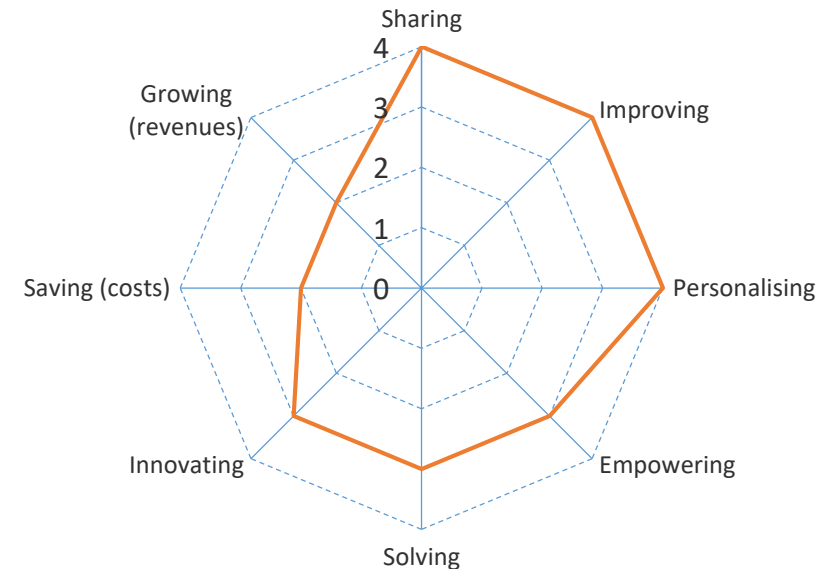 Sharing
4
Growing
(revenues)
3
Improving
2
1
Saving (costs)
0
Personalising
Innovating
Empowering
Solving